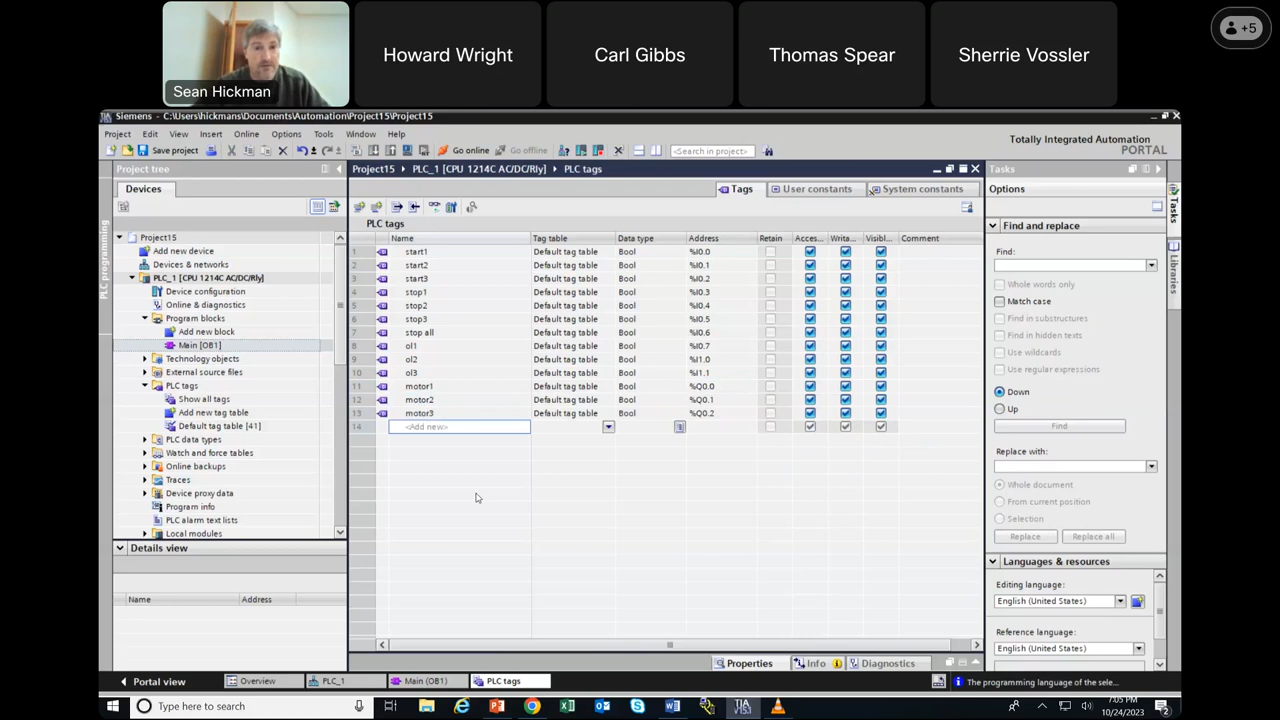 +5
Howard Wright
Carl Gibbs
Thomas Spear
Sherrie Vossler
Sean Hickman
Siemens - C:\Users\hickmans\Documents\Automation\Project15\Project15
Project Edit View Insert Online Options Tools Window Help
Totally Integrated Automation
PORTAL
Save project Go online Go offline <Search in project>
Project tree
Project15 PLC_1 [CPU 1214C AC/DC/Rly] PLC tags
Tasks
Devices
Tags User constants System constants
Options
PLC programming
Tasks
Libraries
PLC tags
Find and replace
Name Tag table Data type Address Retain Acces... Writa... Visibl... Comment
1 start1 Default tag table Bool %I0.0
2 start2 Default tag table Bool %I0.1
3 start3 Default tag table Bool %I0.2
4 stop1 Default tag table Bool %I0.3
5 stop2 Default tag table Bool %I0.4
6 stop3 Default tag table Bool %I0.5
7 stop all Default tag table Bool %I0.6
8 ol1 Default tag table Bool %I0.7
9 ol2 Default tag table Bool %I1.0
10 ol3 Default tag table Bool %I1.1
11 motor1 Default tag table Bool %Q0.0
12 motor2 Default tag table Bool %Q0.1
13 motor3 Default tag table Bool %Q0.2
14 <Add new>
Project15
Add new device
Devices & networks
PLC_1 [CPU 1214C AC/DC/Rly]
Device configuration
Online & diagnostics
Program blocks
Add new block
Main [OB1]
Technology objects
External source files
PLC tags
Show all tags
Add new tag table
Default tag table [41]
PLC data types
Watch and force tables
Online backups
Traces
Device proxy data
Program info
PLC alarm text lists
Local modules
Details view
Name Address
Find:
Whole words only
Match case
Find in substructures
Find in hidden texts
Use wildcards
Use regular expressions
Down
Up
Find
Replace with:
Whole document
From current position
Selection
Replace Replace all
Languages & resources
Editing language:
English (United States)
Reference language:
English (United States)
Properties Info Diagnostics
Portal view Overview PLC_1 Main (OB1) PLC tags The programming language of the sele...
Type here to search
7:05 PM
10/24/2023
2